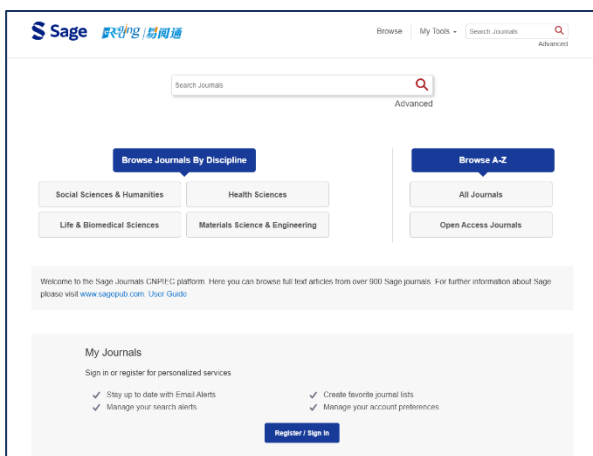 Sage 易阅通
Browse My Tools Search Journals
Advanced
Search Journals
Advanced
Browse Journals By Discipline
Browse A-Z
Social Sciences & Humanities Health Sciences
All Journals
Life & Biomedical Sciences Materials Science & Engineering
Open Access Journals
Welcome to the Sage Journals CNPIEC platform. Here you can browse full text articles from over 900 Sage journals. For further information about Sage
please visit www.sagepub.com. User Guide
My Journals
Sign in or register for personalized services
✓ Stay up to date with Email Alerts ✓ Create favorite journal lists
✓ Manage your search alerts ✓ Manage your account preferences
Register / Sign In